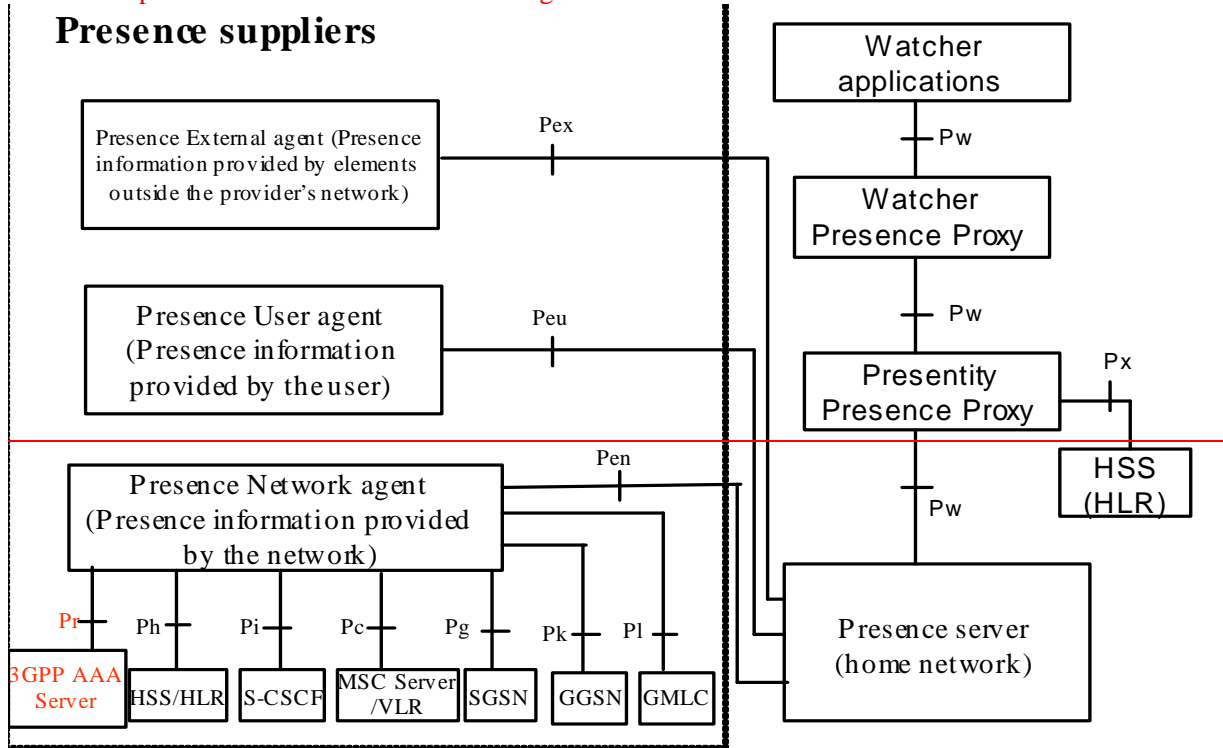 Presence suppliers
Watcher
applications
Presence External agent (Presence
information provided by elements
outside the provider's network)
Pex
Pw
Watcher
Presence Proxy
Presence User agent
(Presence information
provided by the user)
Peu
Pw
Presentity
Presence Proxy
Px
HSS
(HLR)
Presence Network agent
(Presence information provided
by the network)
Pen
Pw
Presence server
(home network)
Pr
Ph
Pi
Pc
Pg
Pk
Pl
3GPP AAA
Server
HSS/HLR
S-CSCF
MSC Server
/VLR
SGSN
GGSN
GMLC